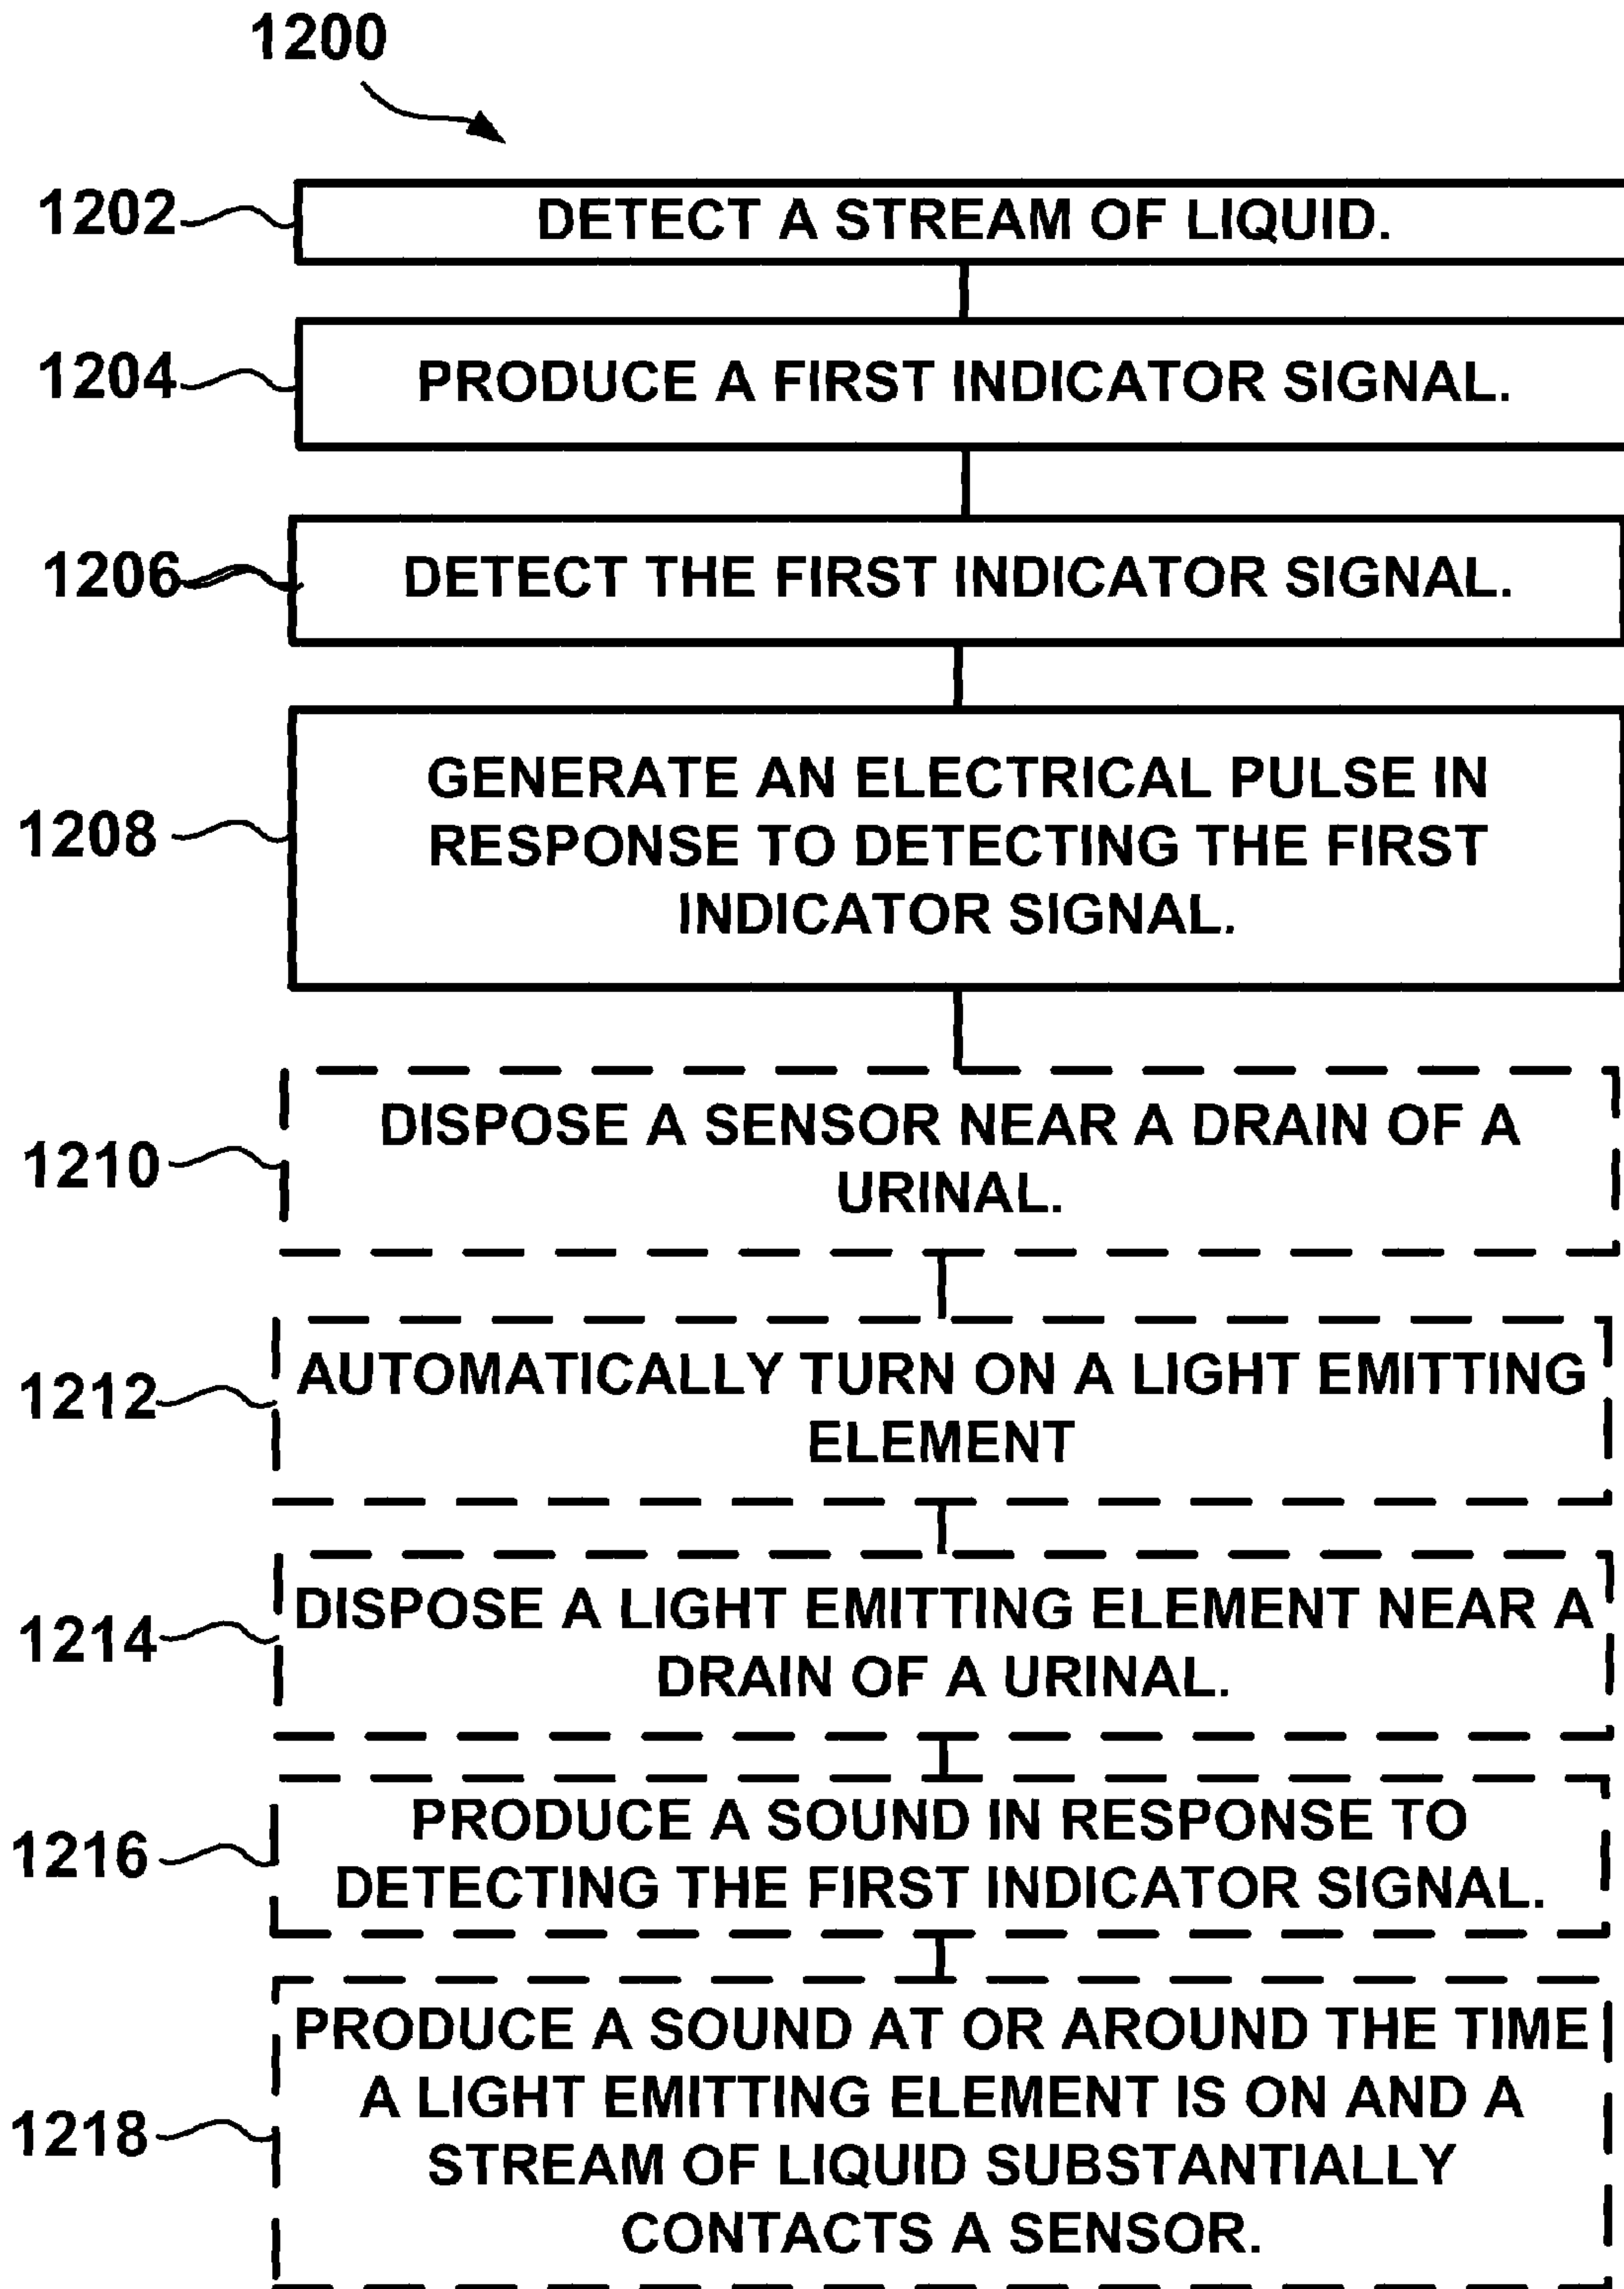 1200
1202
DETECT A STREAM OF LIQUID.
1204
PRODUCE A FIRST INDICATOR SIGNAL.
1206
DETECT THE FIRST INDICATOR SIGNAL.
1208
GENERATE AN ELECTRICAL PULSE IN
RESPONSE TO DETECTING THE FIRST
INDICATOR SIGNAL.
1210
DISPOSE A SENSOR NEAR A DRAIN OF A
URINAL.
1212
AUTOMATICALLY TURN ON A LIGHT EMITTING
ELEMENT
1214
DISPOSE A LIGHT EMITTING ELEMENT NEAR A
DRAIN OF A URINAL.
1216
PRODUCE A SOUND IN RESPONSE TO
DETECTING THE FIRST INDICATOR SIGNAL.
1218
PRODUCE A SOUND AT OR AROUND THE TIME
A LIGHT EMITTING ELEMENT IS ON AND A
STREAM OF LIQUID SUBSTANTIALLY
CONTACTS A SENSOR.